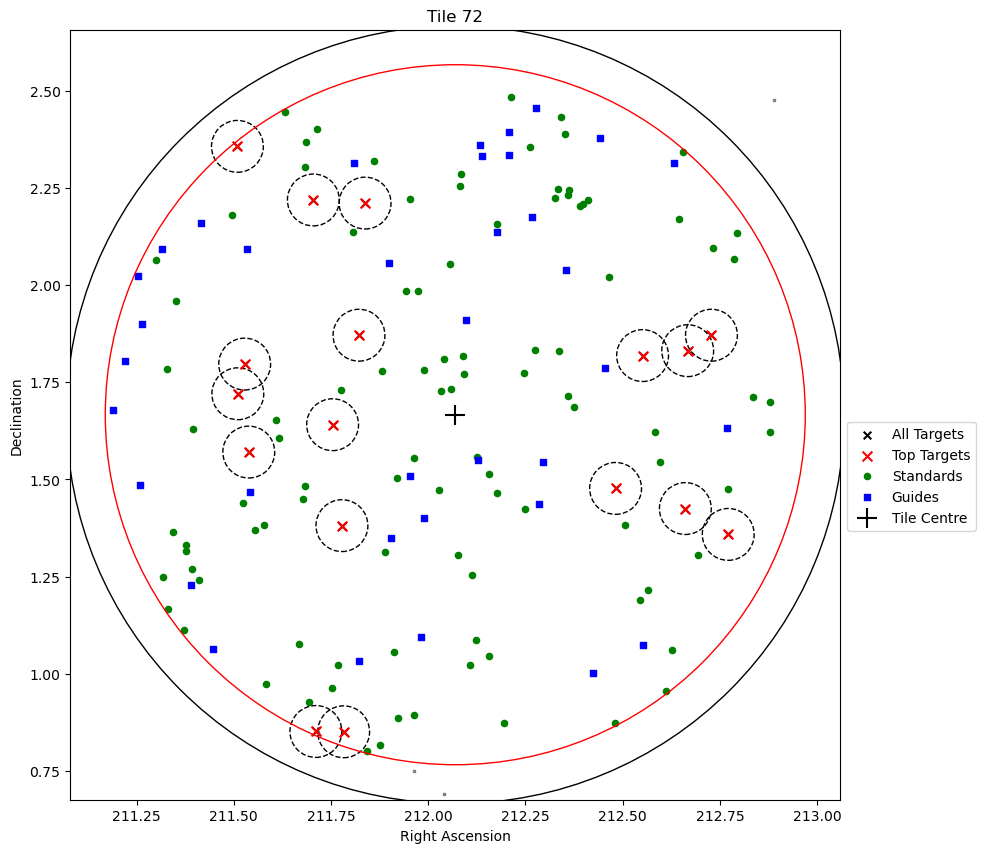 Tile 72
Declination
2.50
2.25
2.00
1.75
1.50
1.25
1.00
0.75
211.25 211.50 211.75 212.00 212.25 212.50 212.75 213.00
Right Ascension
All Targets
Top Targets
Standards
Guides
Tile Centre